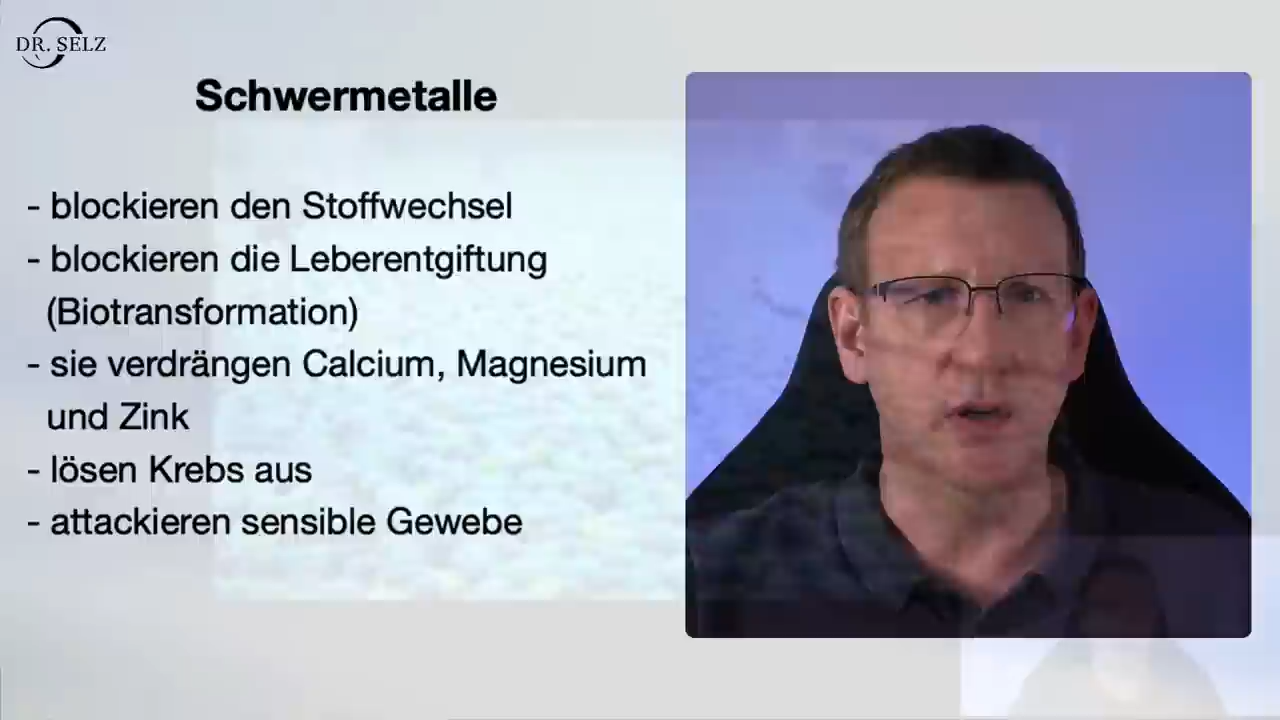 DR. SELZ
Schwermetalle
- blockieren den Stoffwechsel
- blockieren die Leberentgiftung
(Biotransformation)
- sie verdrängen Calcium, Magnesium
und Zink
- lösen Krebs aus
- attackieren sensible Gewebe